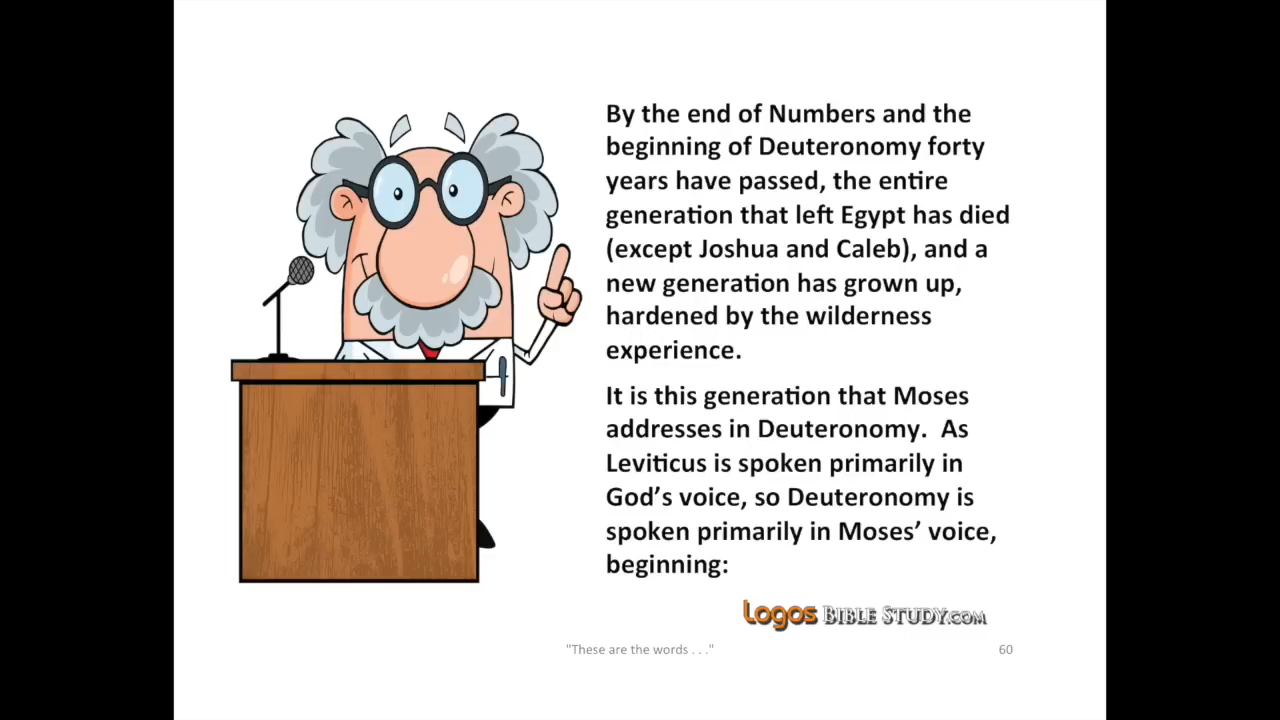 By the end of Numbers and the
beginning of Deuteronomy forty
years have passed, the entire
generation that left Egypt has died
(except Joshua and Caleb), and a
new generation has grown up,
hardened by the wilderness
experience.
It is this generation that Moses
addresses in Deuteronomy.  As
Leviticus is spoken primarily in
God’s voice, so Deuteronomy is
spoken primarily in Moses’ voice,
beginning:
Logos BIBLE STUDY.COM
"These are the words . . ."
60